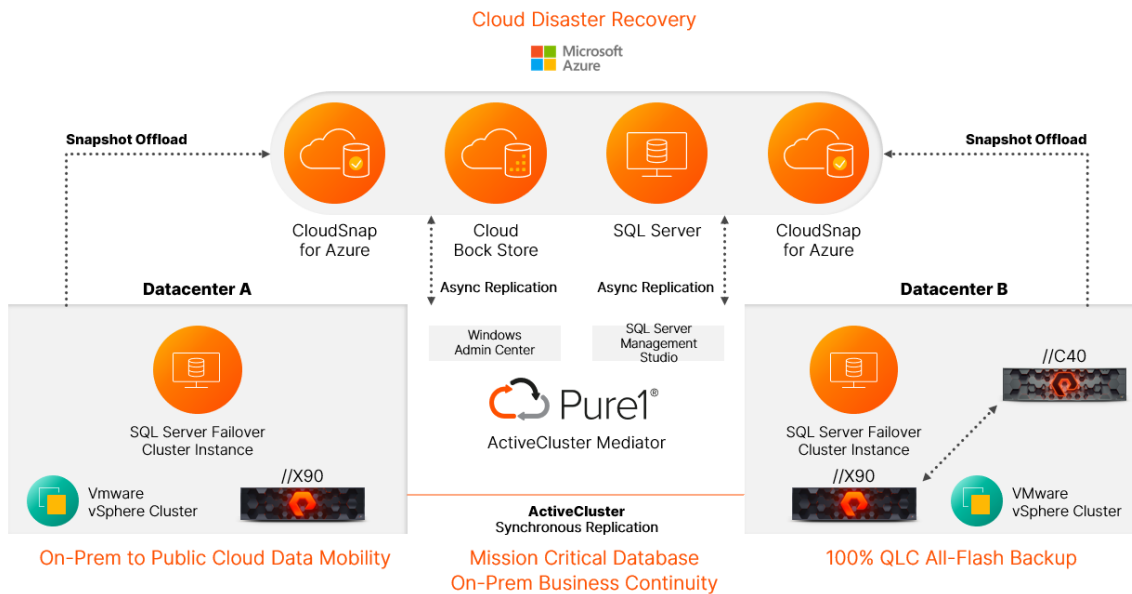 Cloud Disaster Recovery
Microsoft
Azure
Snapshot Offload
Snapshot Offload
CloudSnap
for Azure
Cloud
Bock Store
SQL Server
CloudSnap
for Azure
Async Replication
Async Replication
Datacenter A
Datacenter B
Windows
Admin Center
SQL Server
Management
Studio
//C40
Pure1®
ActiveCluster Mediator
SQL Server Failover
Cluster Instance
SQL Server Failover
Cluster Instance
//X90
//X90
Vmware
vSphere Cluster
VMware
vSphere Cluster
ActiveCluster
Synchronous Replication
On-Prem to Public Cloud Data Mobility
Mission Critical Database
On-Prem Business Continuity
100% QLC All-Flash Backup